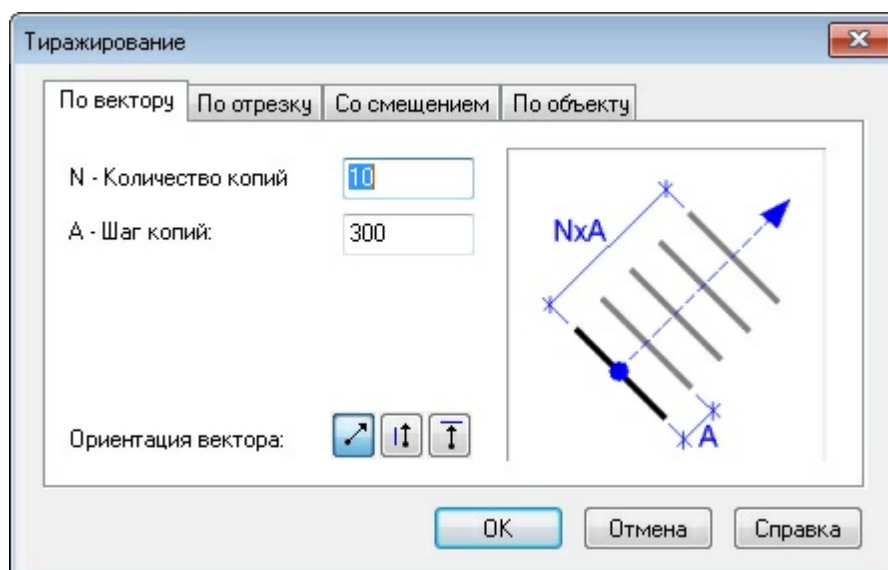 Тиражирование
По вектору По отрезку Со смещением По объекту
N - Количество копий 10
A - Шаг копий: 300
NxA
A
Ориентация вектора:
OK Отмена Справка